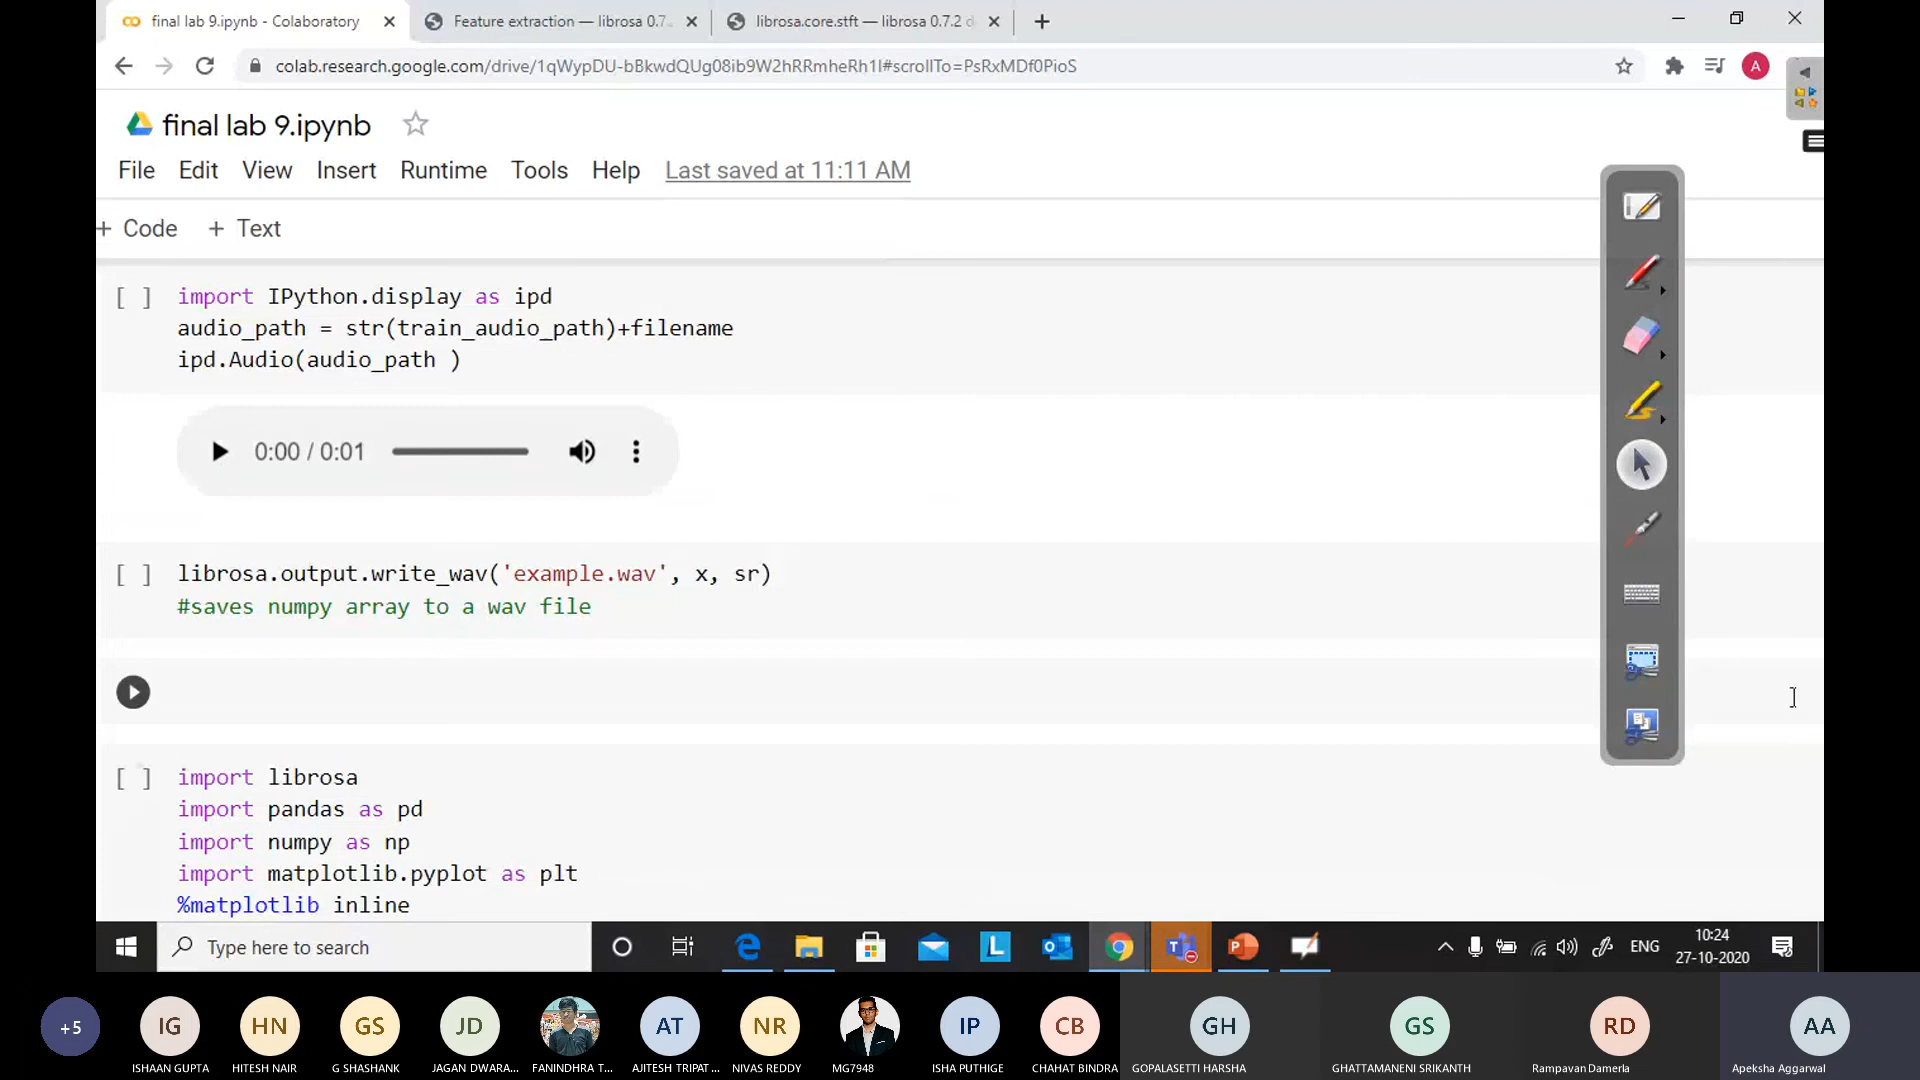 final lab 9.ipynb - Colaboratory
Feature extraction — librosa 0.7.
librosa.core.stft — librosa 0.7.2 d
colab.research.google.com/drive/1qWypDU-bBkwdQUg08ib9W2hRRmheRh1l#scrollTo=PsRxMDf0PioS
A
final lab 9.ipynb
File Edit View Insert Runtime Tools Help Last saved at 11:11 AM
+ Code + Text
[ ] import IPython.display as ipd
audio_path = str(train_audio_path)+filename
ipd.Audio(audio_path )
0:00 / 0:01
[ ] librosa.output.write_wav('example.wav', x, sr)
#saves numpy array to a wav file
[ ] import librosa
import pandas as pd
import numpy as np
import matplotlib.pyplot as plt
%matplotlib inline
Type here to search
L
ENG
10:24
27-10-2020
+5
IG
HN
GS
JD
AT
NR
IP
CB
GH
GS
RD
AA
ISHAAN GUPTA
HITESH NAIR
G SHASHANK
JAGAN DWARA...
FANINDHRA T...
AJITESH TRIPAT...
NIVAS REDDY
MG7948
ISHA PUTHIGE
CHAHAT BINDRA
GOPALASETTI HARSHA
GHATTAMANENI SRIKANTH
Rampavan Damerla
Apeksha Aggarwal